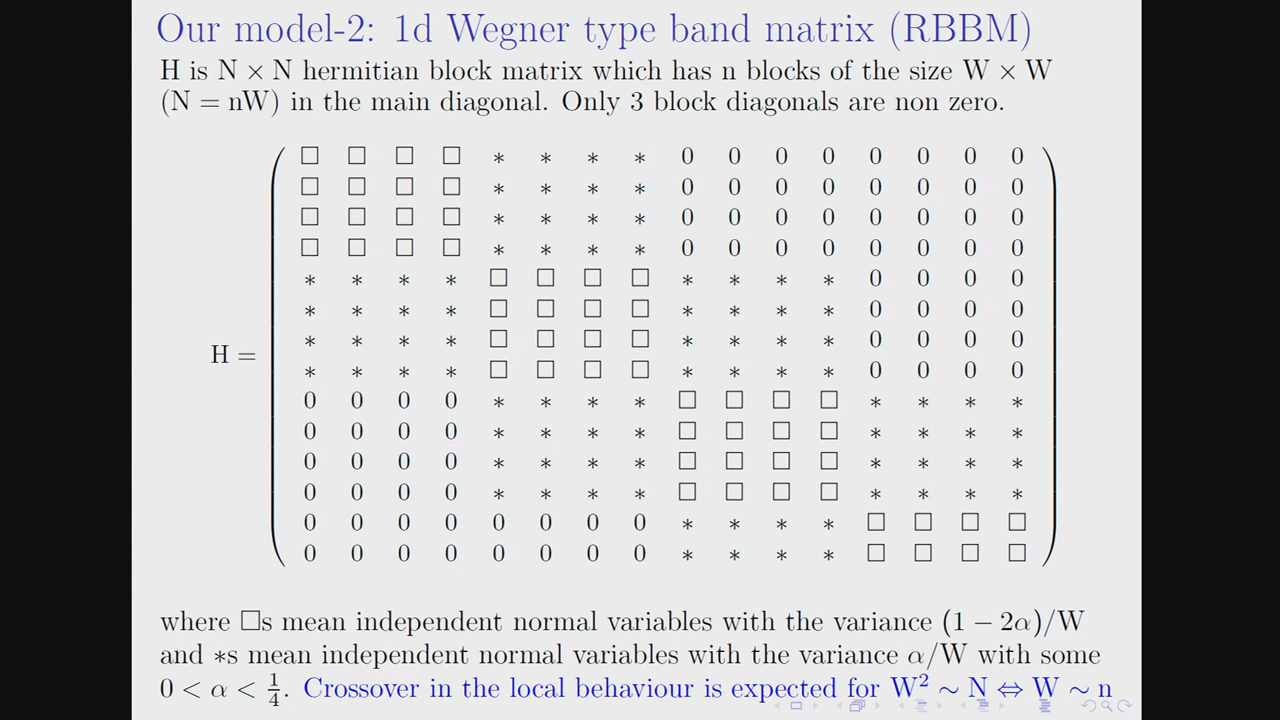 Our model-2: 1d Wegner type band matrix (RBBM)
H is N × N hermitian block matrix which has n blocks of the size W × W
(N = nW) in the main diagonal. Only 3 block diagonals are non zero.
□ □ □ □ * * * * 0 0 0 0 0 0 0 0
□ □ □ □ * * * * 0 0 0 0 0 0 0 0
□ □ □ □ * * * * 0 0 0 0 0 0 0 0
□ □ □ □ * * * * 0 0 0 0 0 0 0 0
* * * * □ □ □ □ * * * * 0 0 0 0
* * * * □ □ □ □ * * * * 0 0 0 0
H =
* * * * □ □ □ □ * * * * 0 0 0 0
* * * * □ □ □ □ * * * * 0 0 0 0
0 0 0 0 * * * * □ □ □ □ * * * *
0 0 0 0 * * * * □ □ □ □ * * * *
0 0 0 0 * * * * □ □ □ □ * * * *
0 0 0 0 * * * * □ □ □ □ * * * *
0 0 0 0 0 0 0 0 * * * * □ □ □ □
0 0 0 0 0 0 0 0 * * * * □ □ □ □
where □s mean independent normal variables with the variance (1 − 2α)/W
and *s mean independent normal variables with the variance α/W with some
0 < α < 1/4. Crossover in the local behaviour is expected for W² ∼ N ⇔ W ∼ n